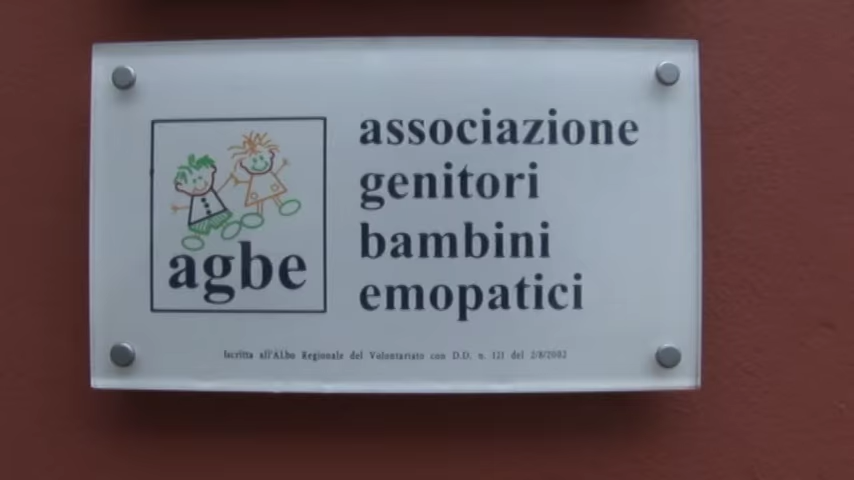 agbe
associazione
genitori
bambini
emopatici
Iscritta all'Albo Regionale del Volontariato con D.D. n. 121 del 2/8/2002